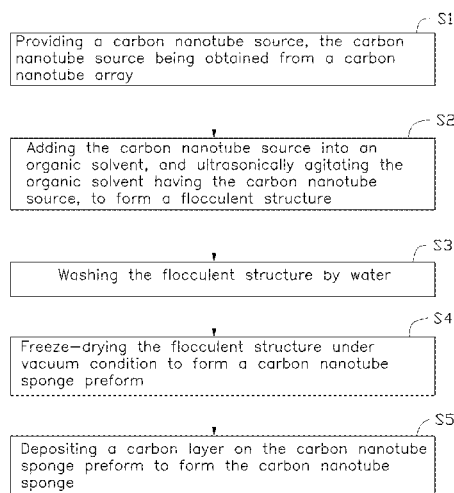 S1
Providing a carbon nanotube source, the carbon
nanotube source being obtained from a carbon
nanotube array
S2
Adding the carbon nanotube source into an
organic solvent, and ultrasonically agitating the
organic solvent having the carbon nanotube
source, to form a flocculent structure
S3
Washing the flocculent structure by water
S4
Freeze-drying the flocculent structure under
vacuum condition to form a carbon nanotube
sponge preform
S5
Depositing a carbon layer on the carbon nanotube
sponge preform to form the carbon nanotube
sponge